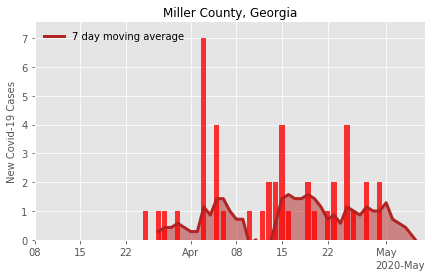 Miller County, Georgia
7 day moving average
New Covid-19 Cases
7
6
5
4
3
2
1
0
08 15 22 Apr 08 15 22 May
2020-May